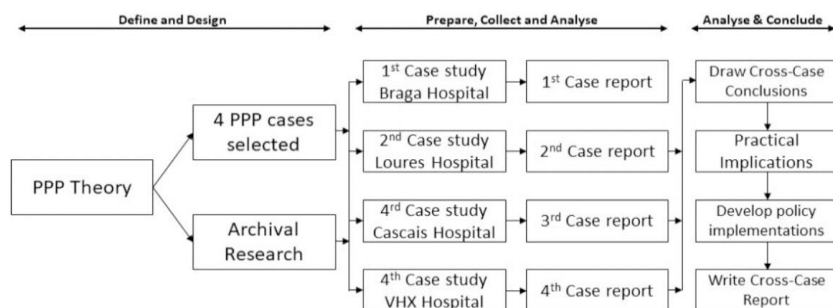 Define and Design
Prepare, Collect and Analyse
Analyse & Conclude
PPP Theory
4 PPP cases
selected
Archival
Research
1st Case study
Braga Hospital
1st Case report
2nd Case study
Loures Hospital
2nd Case report
4rd Case study
Cascais Hospital
3rd Case report
4th Case study
VHX Hospital
4th Case report
Draw Cross-Case
Conclusions
Practical
Implications
Develop policy
implementations
Write Cross-Case
Report